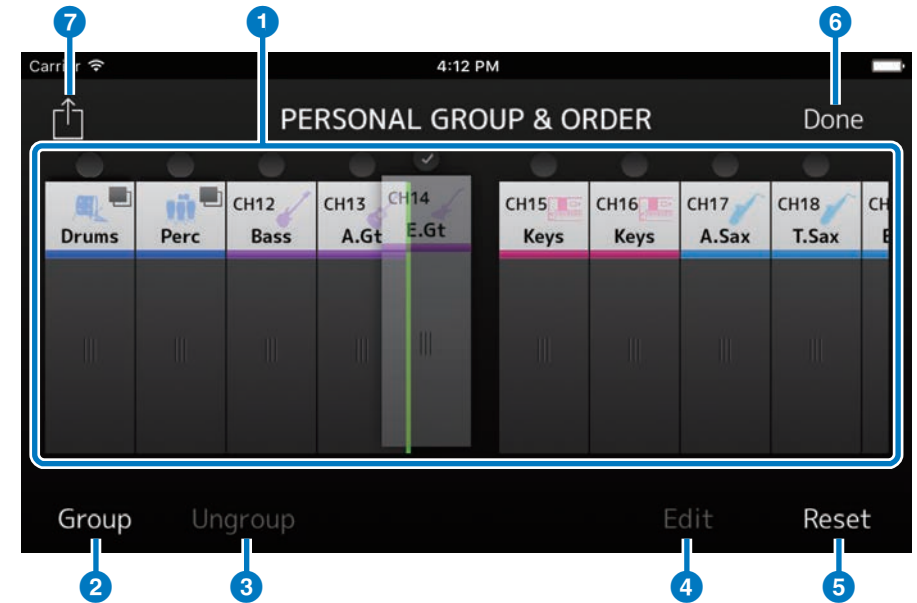 7 1 6
Carrier 4:12 PM
PERSONAL GROUP & ORDER Done
CH12 CH13 CH14 CH15 CH16 CH17 CH18 CH
Drums Perc Bass A.Gt E.Gt Keys Keys A.Sax T.Sax
Group Ungroup Edit Reset
2 3 4 5